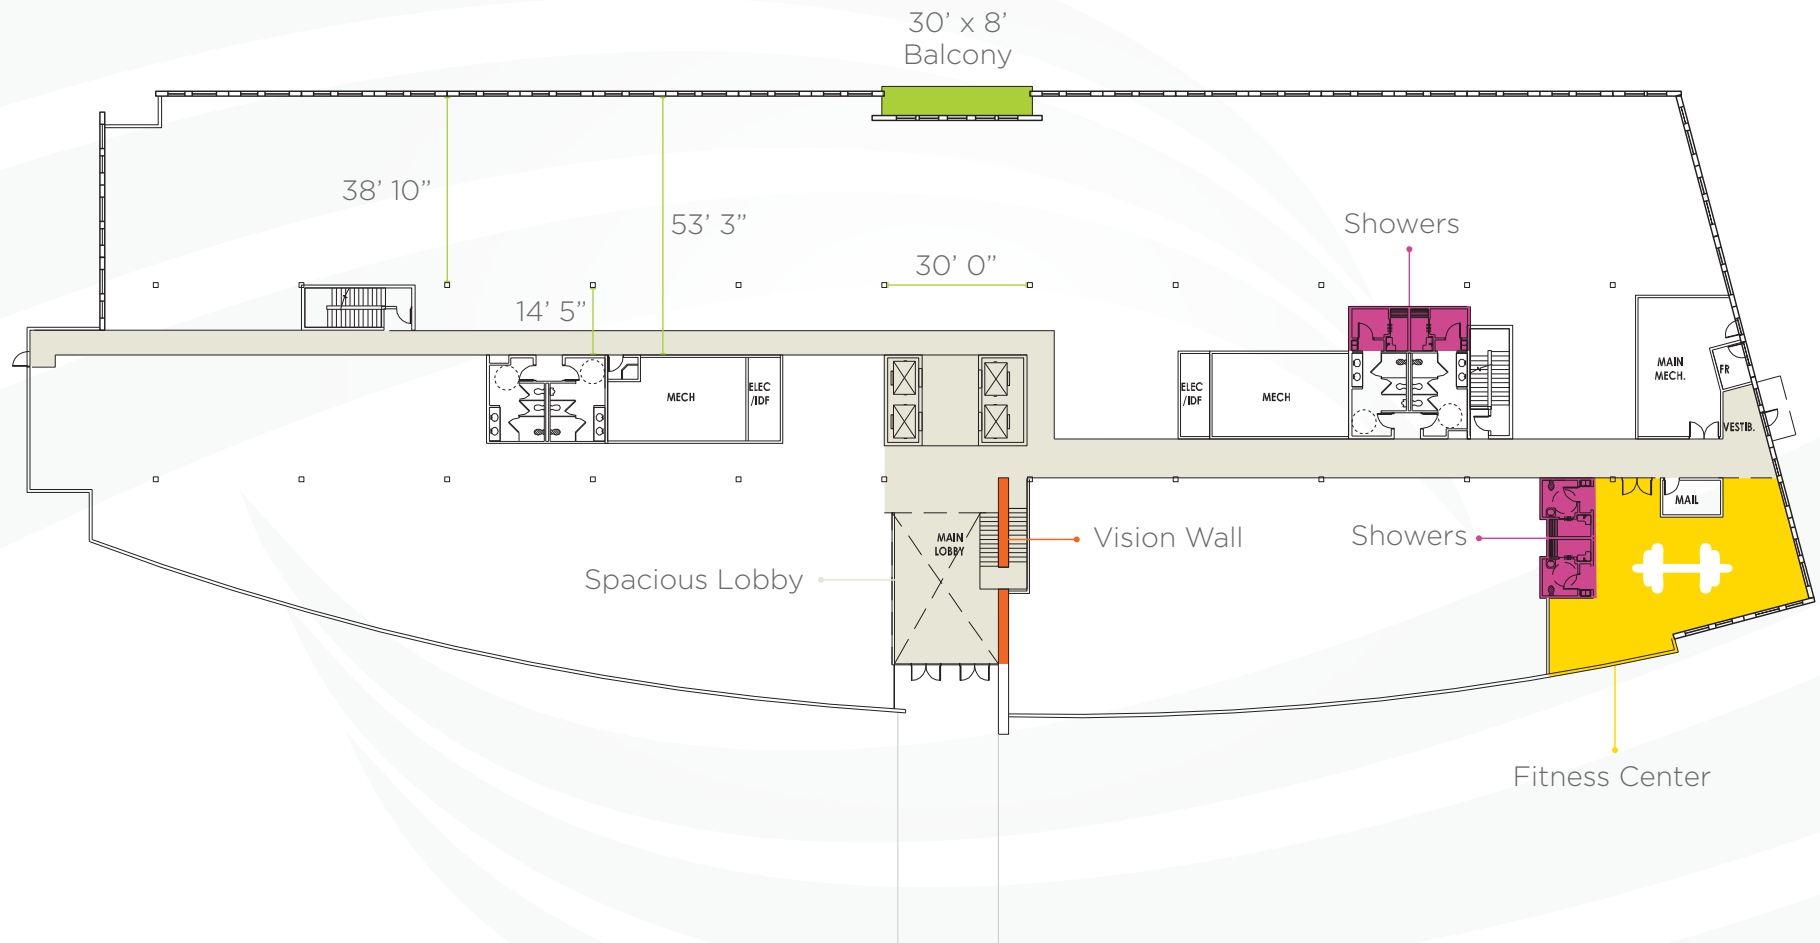 30’ x 8’
Balcony
38’ 10”
53’ 3”
Showers
30’ 0”
14’ 5”
MECH
ELEC
/IDF
ELEC
/IDF
MECH
MAIN
MECH.
FR
VESTIB.
MAIL
MAIN
LOBBY
Vision Wall
Showers
Spacious Lobby
Fitness Center